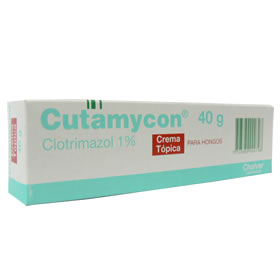 Cutamycon® 40 g
Clotrimazol 1%
Crema
Tópica
PARA HONGOS
Chalver